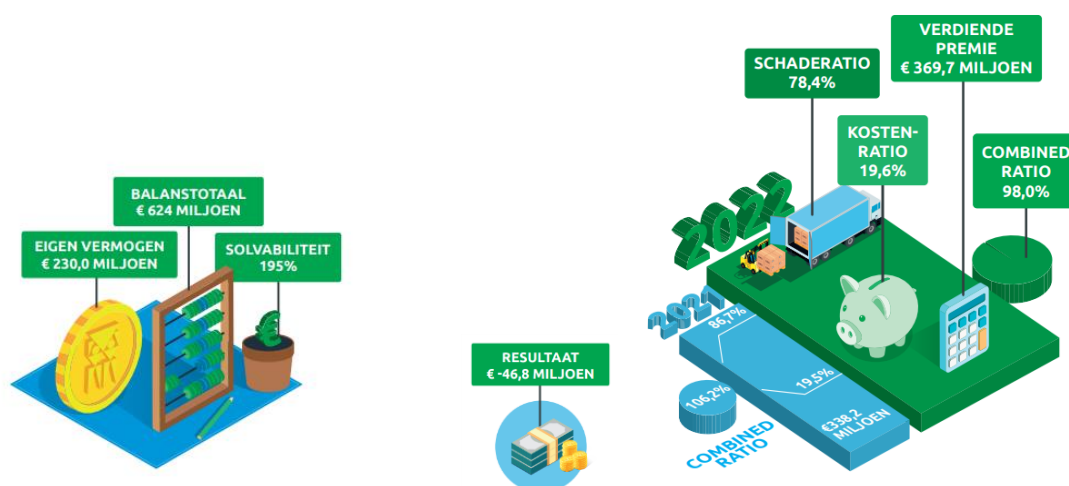 BALANSTOTAAL
€ 624 MILJOEN
EIGEN VERMOGEN
€ 230,0 MILJOEN
SOLVABILITEIT
195%
RESULTAAT
€ -46,8 MILJOEN
VERDIENDE
PREMIE
€ 369,7 MILJOEN
SCHADERATIO
78,4%
KOSTEN-
RATIO
19,6%
COMBINED
RATIO
98,0%
2022
2021
86,7%
19,5%
€338,2
MILJOEN
106,2%
COMBINED
RATIO